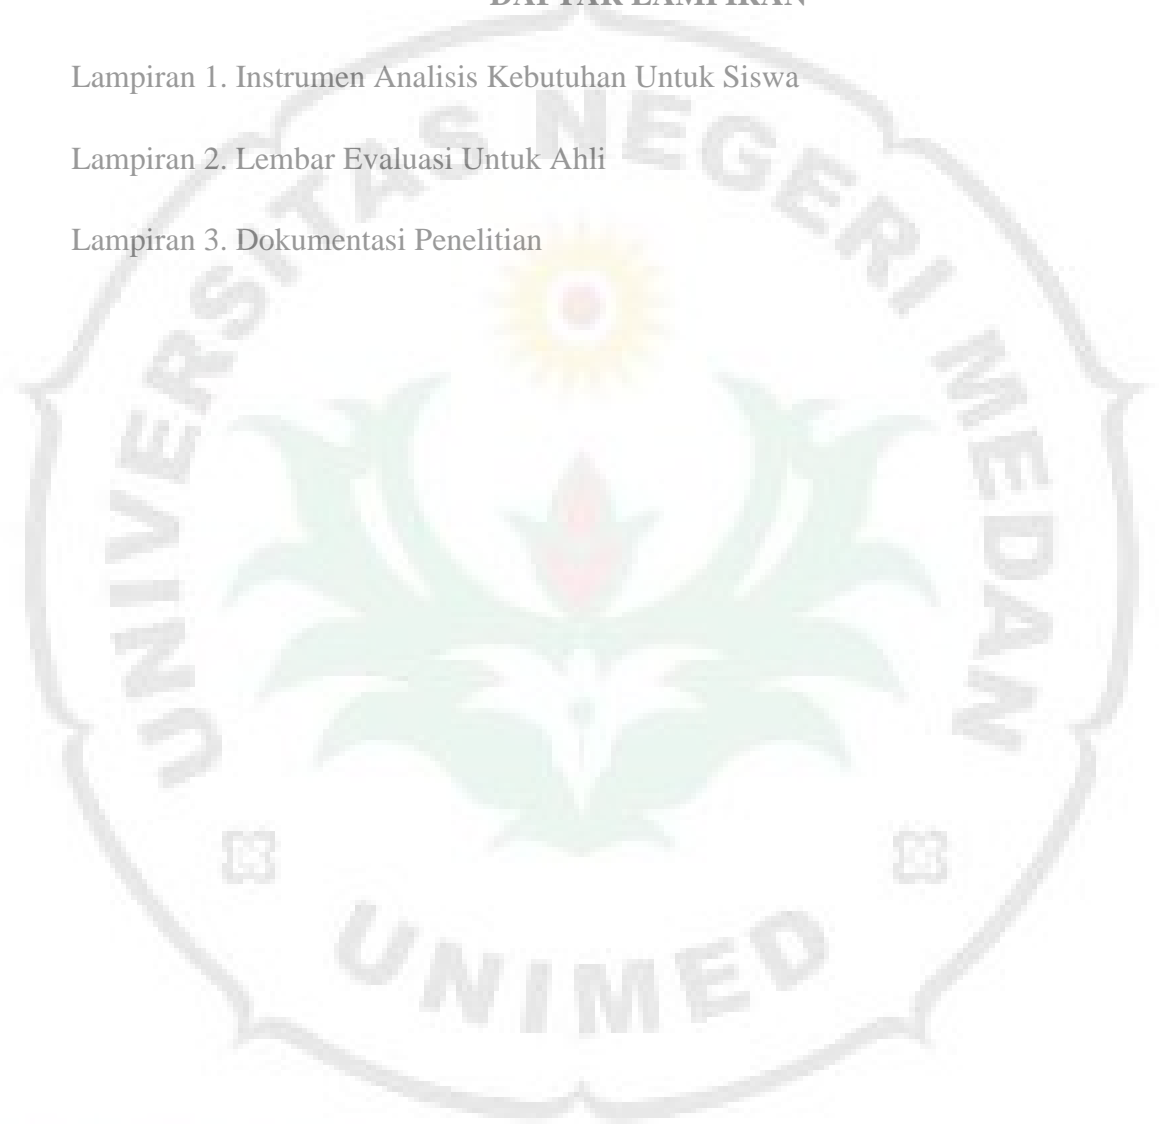 DAFTAR LAMPIRAN
Lampiran 1. Instrumen Analisis Kebutuhan Untuk Siswa
Lampiran 2. Lembar Evaluasi Untuk Ahli
Lampiran 3. Dokumentasi Penelitian
UNIVERSITAS NEGERI MEDAN
UNIMED